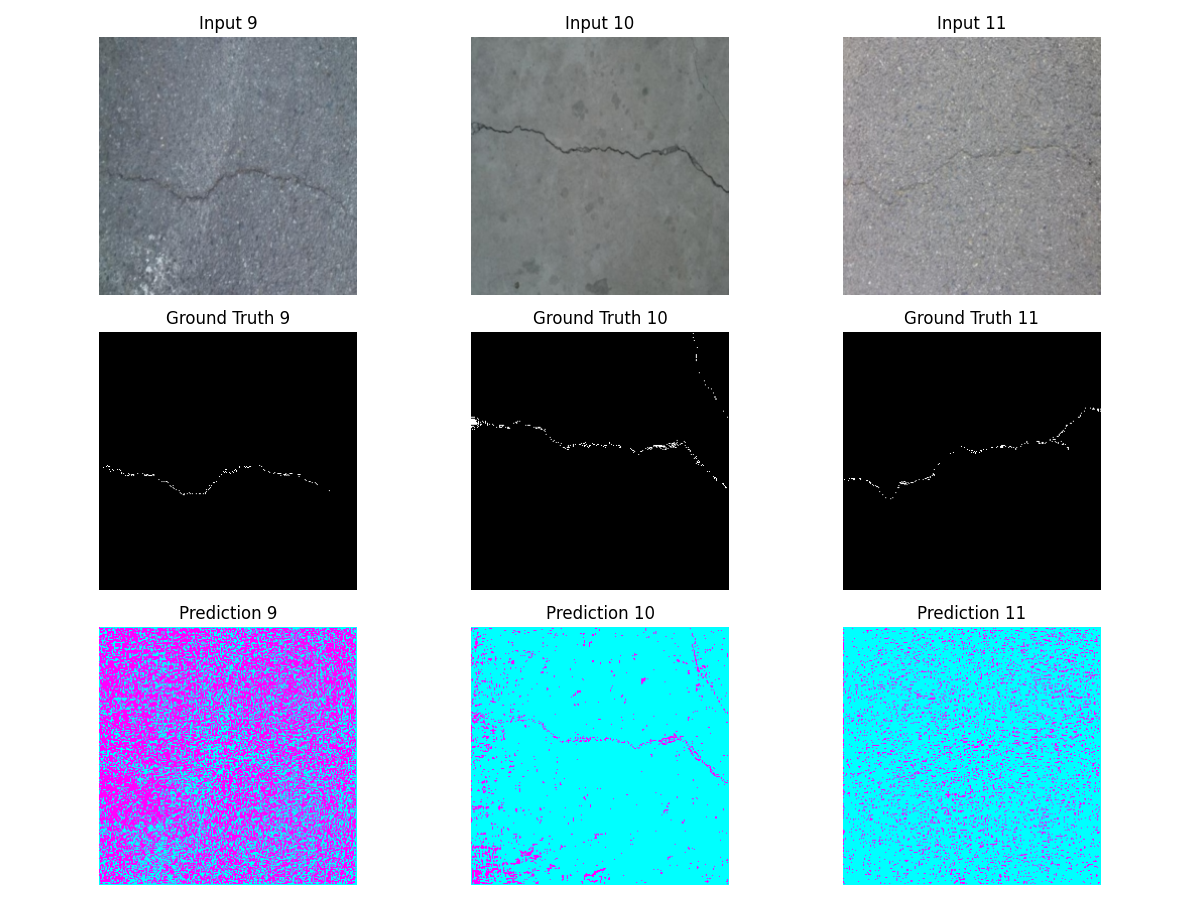 Input 9
Input 10
Input 11
Ground Truth 9
Ground Truth 10
Ground Truth 11
Prediction 9
Prediction 10
Prediction 11